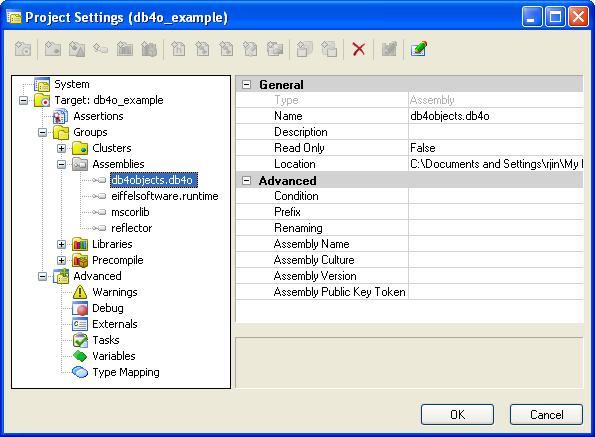 Project Settings (db4o_example)
System
Target: db4o_example
Assertions
Groups
Clusters
Assemblies
db4objects.db4o
eiffelsoftware.runtime
mscorlib
reflector
Libraries
Precompile
Advanced
Warnings
Debug
Externals
Tasks
Variables
Type Mapping
General
Type Assembly
Name db4objects.db4o
Description
Read Only False
Location C:\Documents and Settings\rjin\My
Advanced
Condition
Prefix
Renaming
Assembly Name
Assembly Culture
Assembly Version
Assembly Public Key Token
OK Cancel